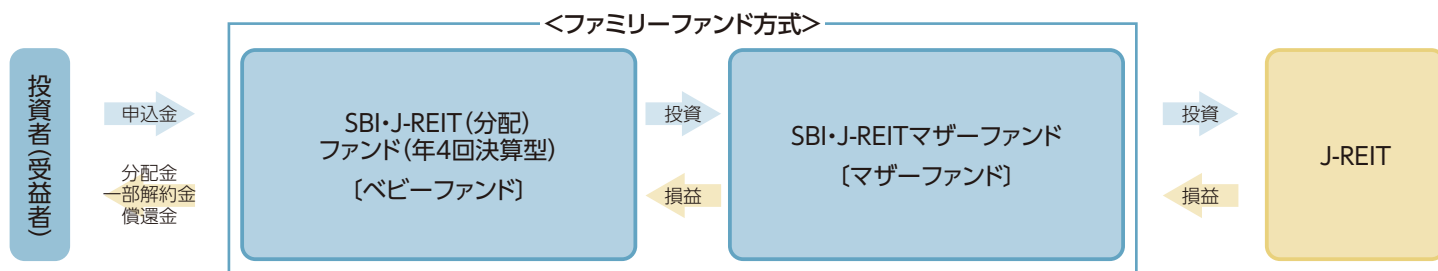 <ファミリーファンド方式>
投資者(受益者)
申込金
分配金
一部解約金
償還金
SBI・J-REIT(分配)
ファンド(年4回決算型)
〔ベビーファンド〕
投資
損益
SBI・J-REITマザーファンド
〔マザーファンド〕
投資
損益
J-REIT